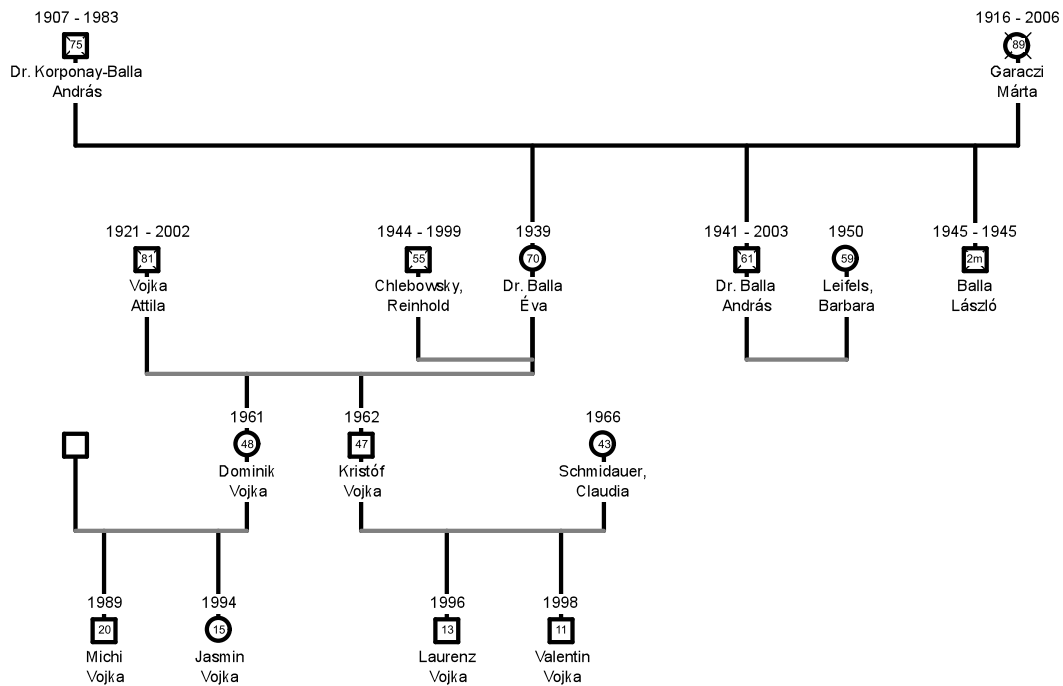 1907 - 1983
75
Dr. Korponay-Balla
András
1916 - 2006
89
Garaczi
Márta
1921 - 2002
81
Vojka
Attila
1944 - 1999
55
Chlebowsky,
Reinhold
1939
70
Dr. Balla
Éva
1941 - 2003
61
Dr. Balla
András
1950
59
Leifels,
Barbara
1945 - 1945
2m
Balla
László
1961
48
Dominik
Vojka
1962
47
Kristóf
Vojka
1966
43
Schmidauer,
Claudia
1989
20
Michi
Vojka
1994
15
Jasmin
Vojka
1996
13
Laurenz
Vojka
1998
11
Valentin
Vojka